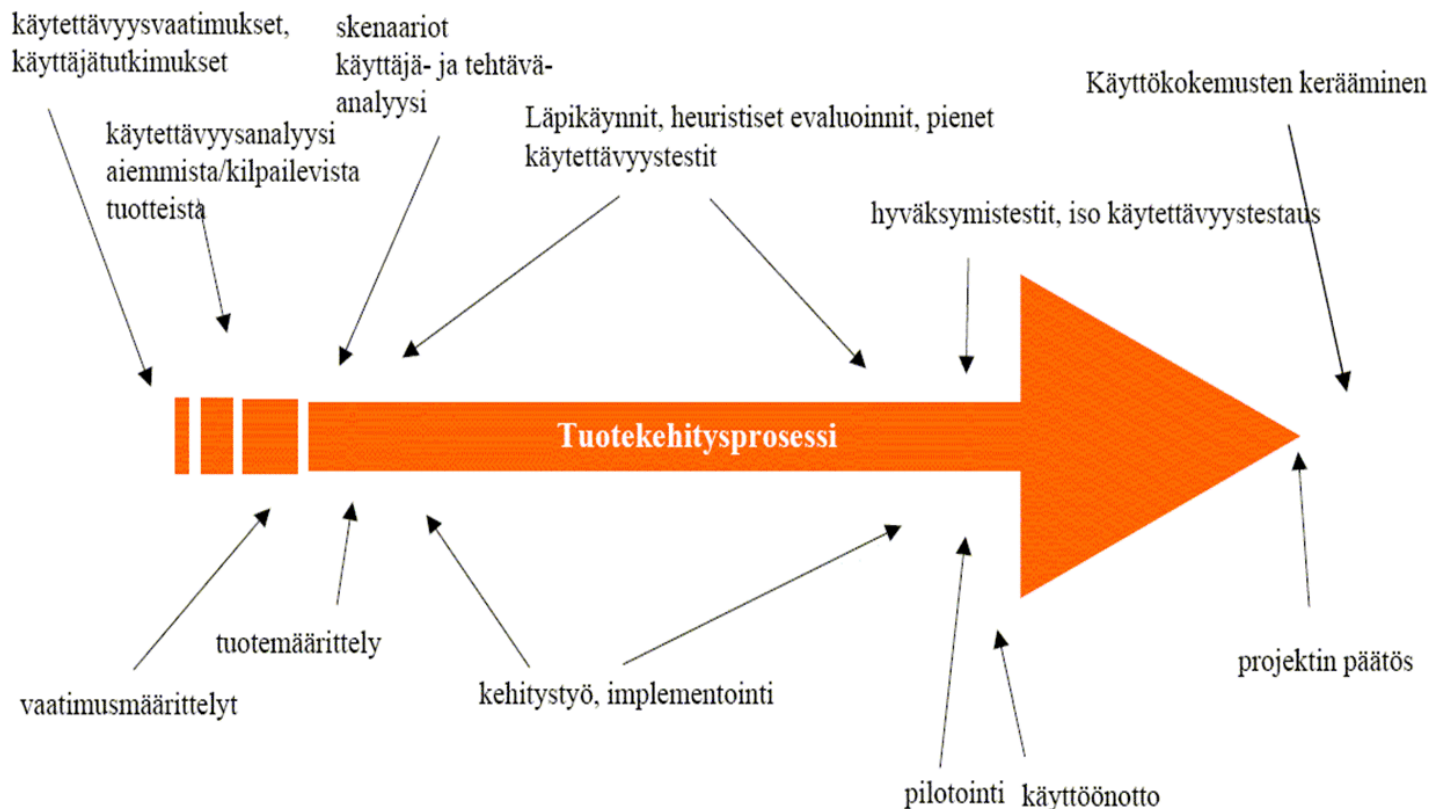 käytettävyysvaatimukset,
käyttäjätutkimukset
skenaariot
käyttäjä- ja tehtävä-
analyysi
käytettävyysanalyysi
aiemmista/kilpailevista
tuotteista
Läpikäynnit, heuristiset evaluoinnit, pienet
käytettävyystestit
Käyttökokemusten kerääminen
hyväksymistestit, iso käytettävyystestaus
Tuotekehitysprosessi
vaatimusmäärittelyt
tuotemäärittely
kehitystyö, implementointi
pilotointi
käyttöönotto
projektin päätös